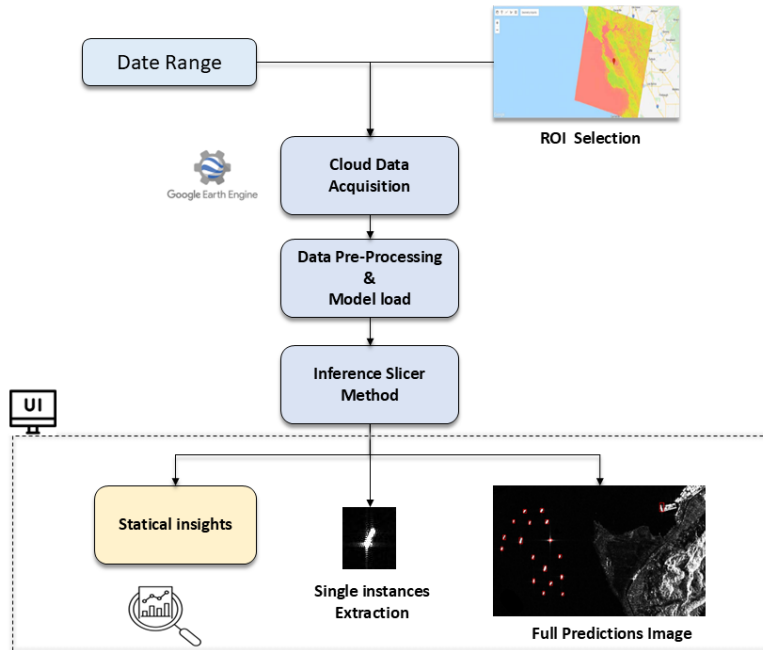 Date Range
ROI Selection
Google Earth Engine
Cloud Data
Acquisition
Data Pre-Processing
&
Model load
Inference Slicer
Method
UI
Statical insights
Single instances
Extraction
Full Predictions Image